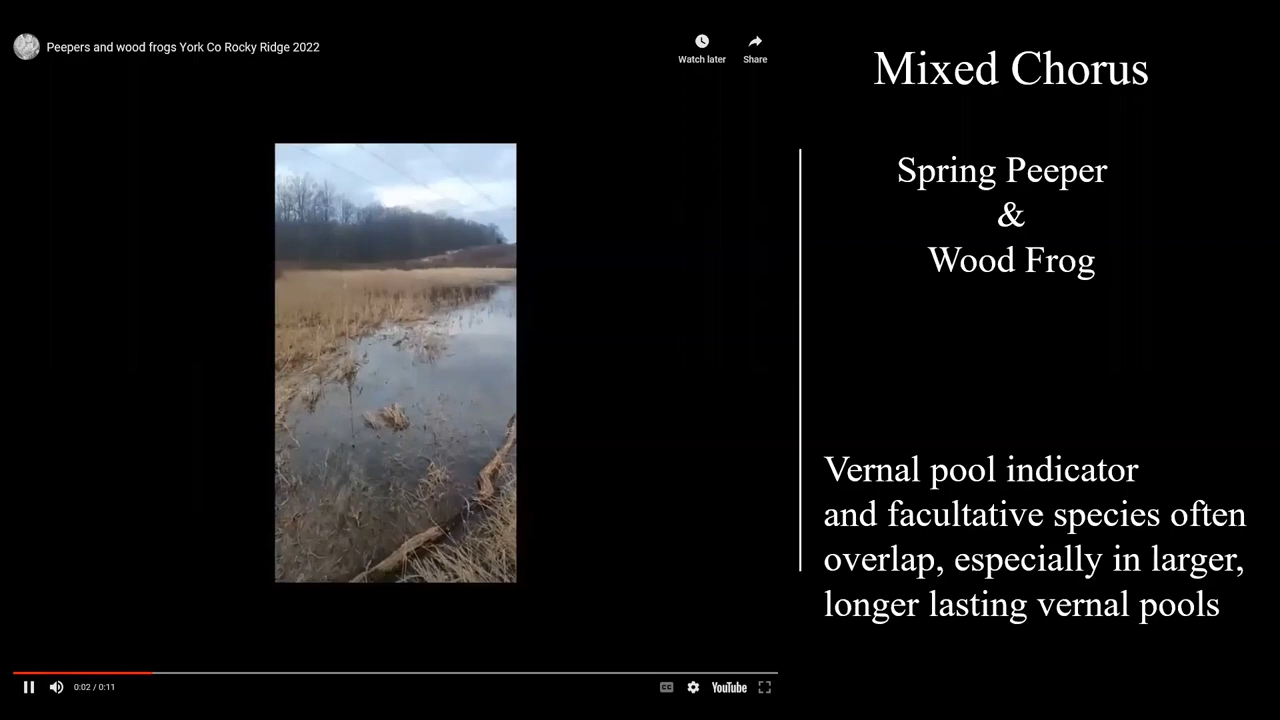 Peepers and wood frogs York Co Rocky Ridge 2022
Watch later
Share
Mixed Chorus
Spring Peeper
&
Wood Frog
Vernal pool indicator
and facultative species often
overlap, especially in larger,
longer lasting vernal pools
0:02 / 0:11
CC
YouTube